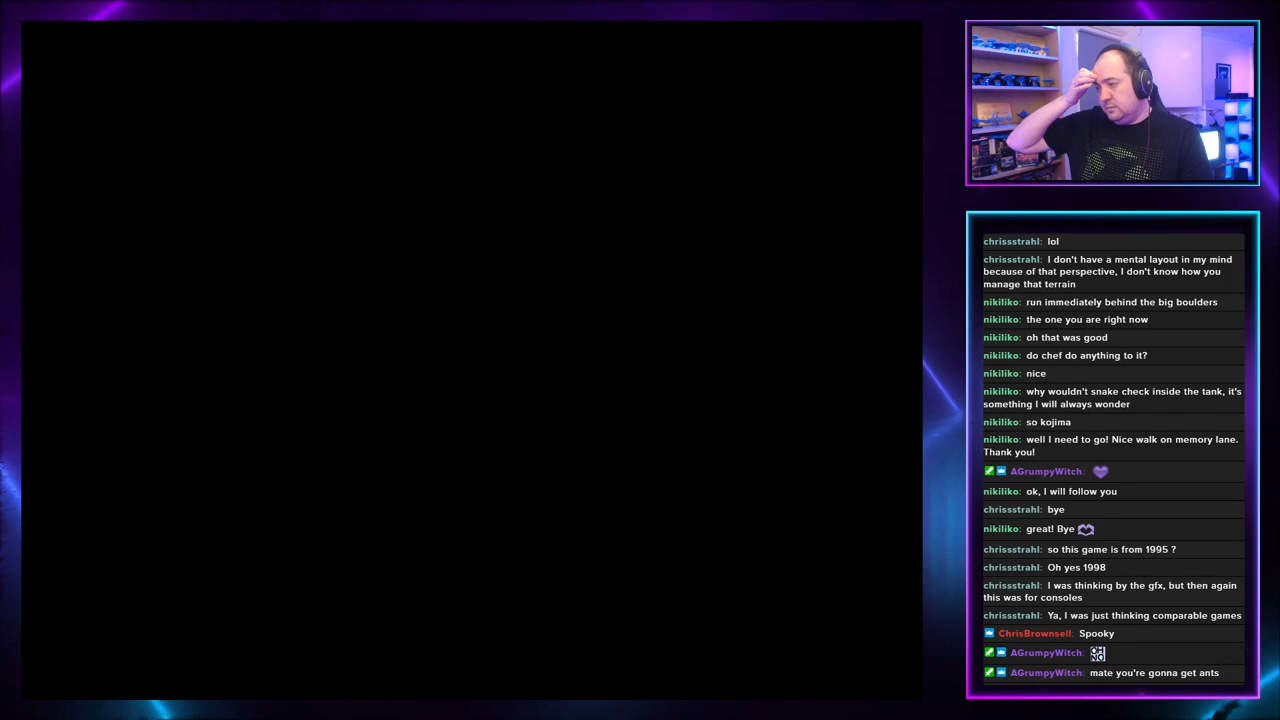 chrissstrahl: lol
chrissstrahl: I don't have a mental layout in my mind
because of that perspective, I don't know how you
manage that terrain
nikiliko: run immediately behind the big boulders
nikiliko: the one you are right now
nikiliko: oh that was good
nikiliko: do chef do anything to it?
nikiliko: nice
nikiliko: why wouldn't snake check inside the tank, it's
something I will always wonder
nikiliko: so kojima
nikiliko: well I need to go! Nice walk on memory lane.
Thank you!
AGrumpyWitch:
nikiliko: ok, I will follow you
chrissstrahl: bye
nikiliko: great! Bye
chrissstrahl: so this game is from 1995 ?
chrissstrahl: Oh yes 1998
chrissstrahl: I was thinking by the gfx, but then again
this was for consoles
chrissstrahl: Ya, I was just thinking comparable games
ChrisBrownsell: Spooky
AGrumpyWitch: OH NO
AGrumpyWitch: mate you're gonna get ants